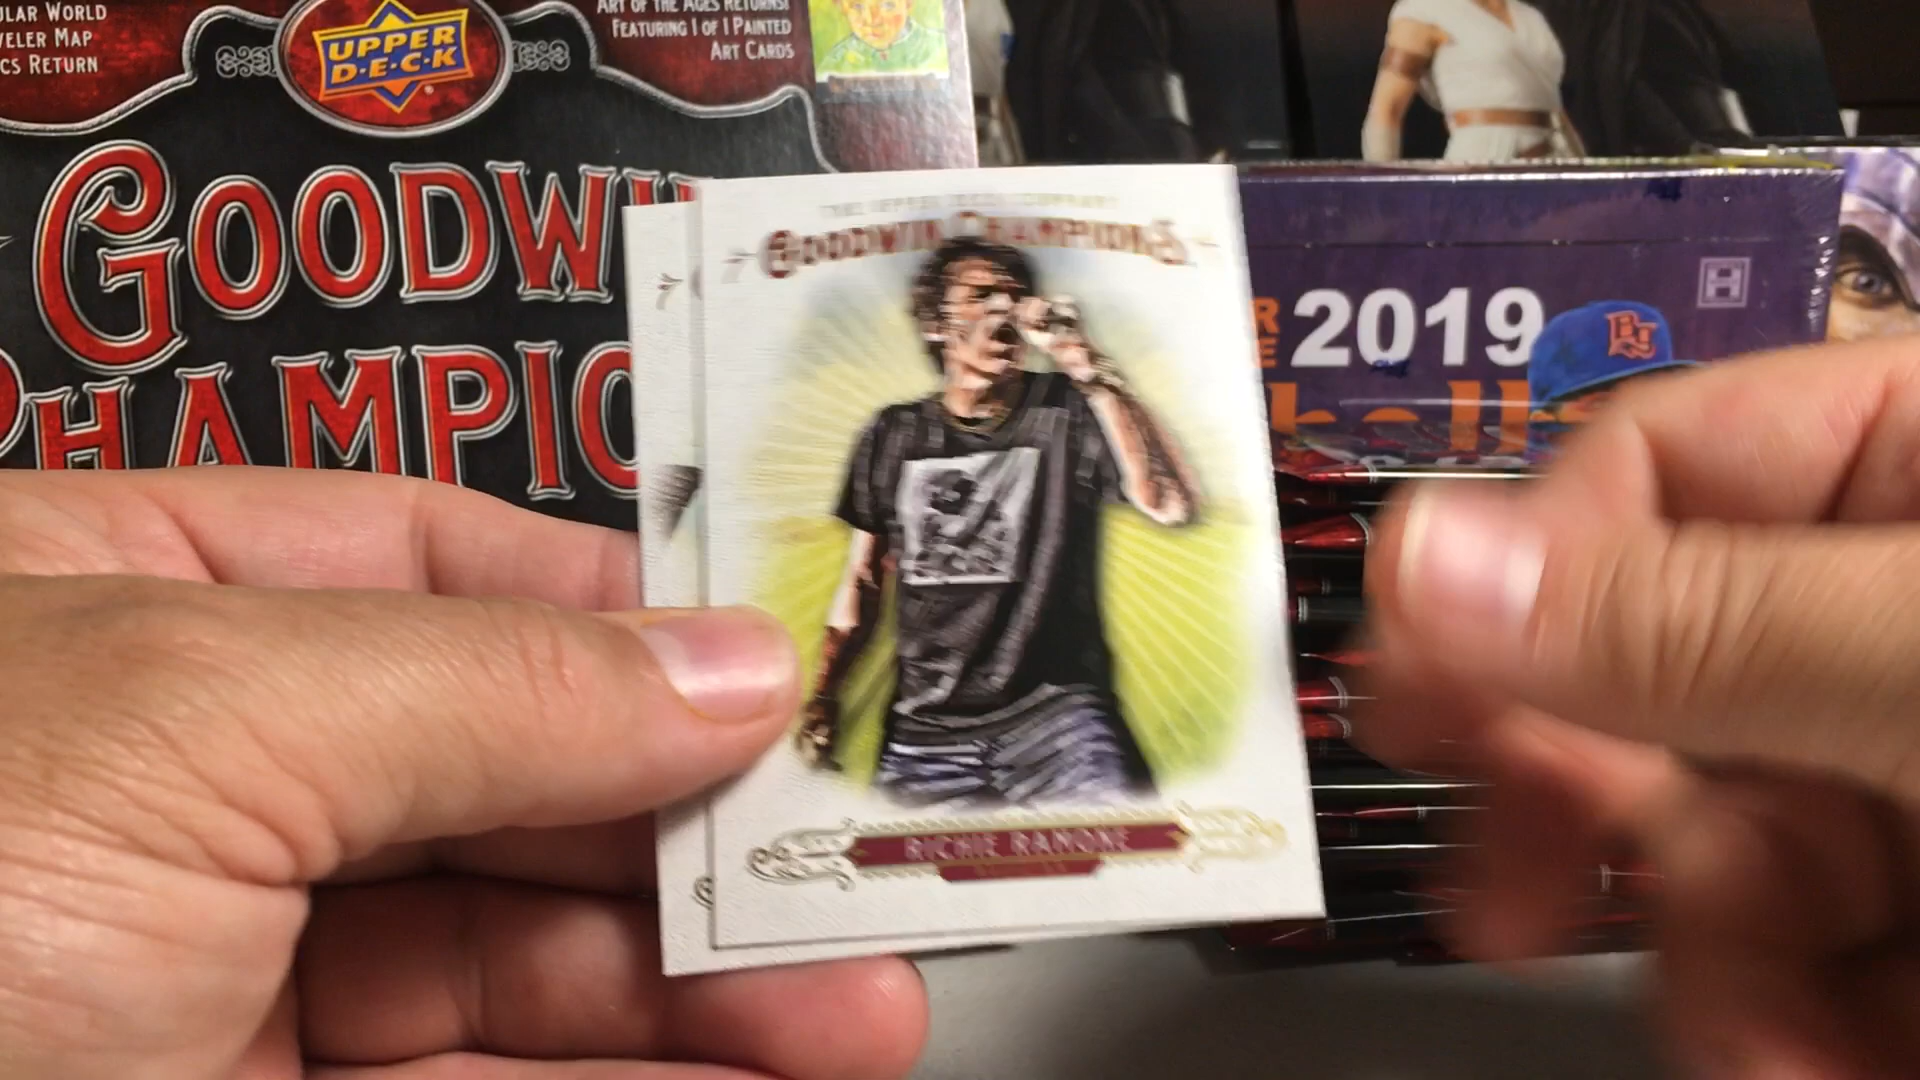 ULAR WORLD
VELER MAP
CS RETURN
UPPER
D·E·C·K
ART OF THE AGES RETURNS!
FEATURING 1 OF 1 PAINTED
ART CARDS
GOODWI
CHAMPIO
THE UPPER DECK COMPANY
GOODWIN CHAMPIONS
RICHIE RAMONE
2019
H